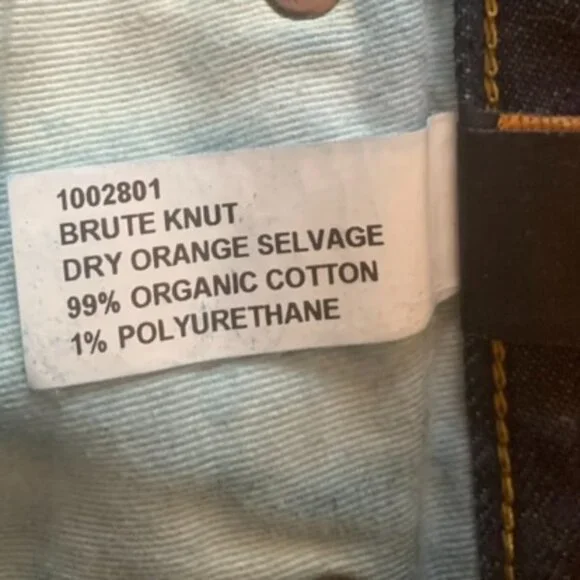 1002801
BRUTE KNUT
DRY ORANGE SELVAGE
99% ORGANIC COTTON
1% POLYURETHANE